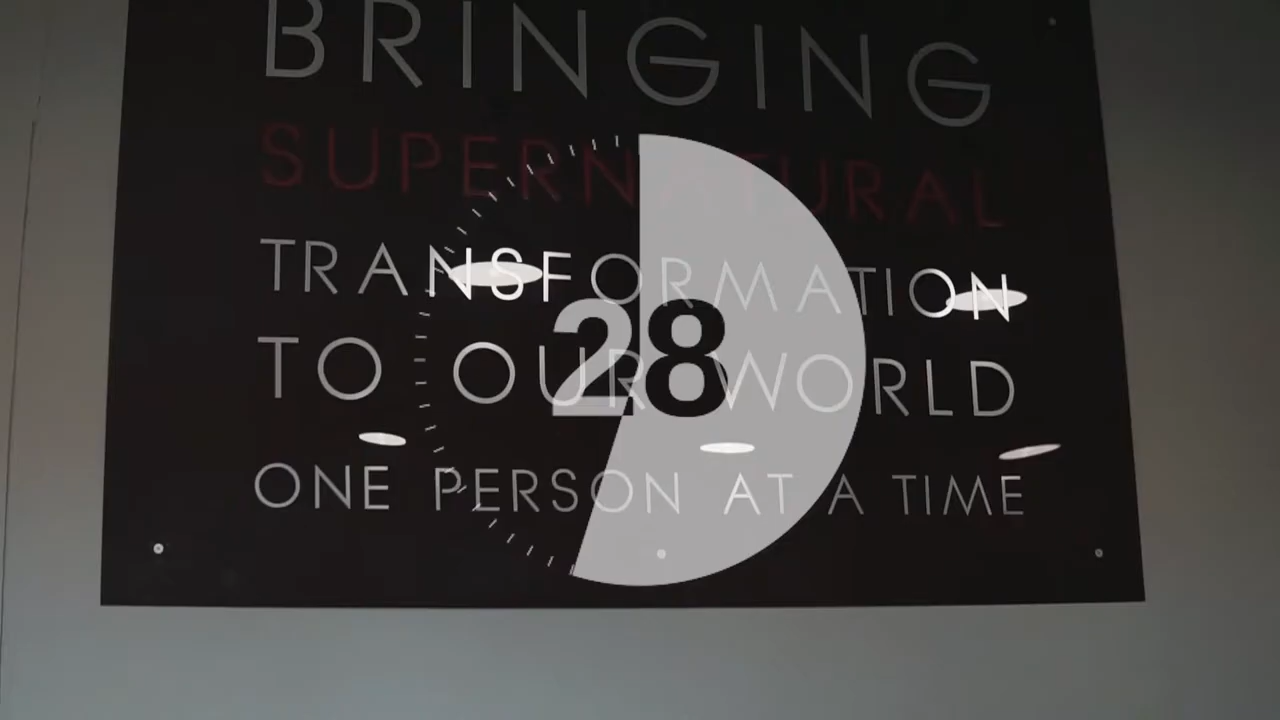 BRINGING
SUPERNATURAL
TRANSFORMATION
TO OUR WORLD
28
ONE PERSON AT A TIME